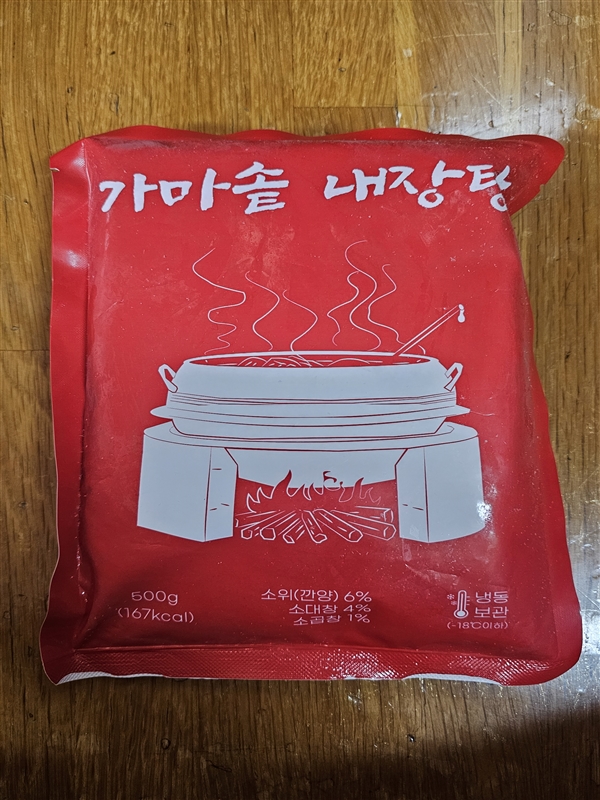 가마솥 내장탕
500g
(167kcal)
소위(깐양) 6%
소대창 4%
소곱창 1%
냉동
보관
(-18℃이하)